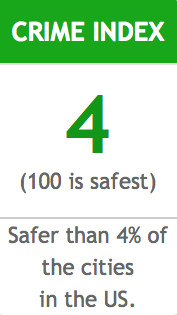 CRIME INDEX
4
(100 is safest)
Safer than 4% of
the cities
in the US.